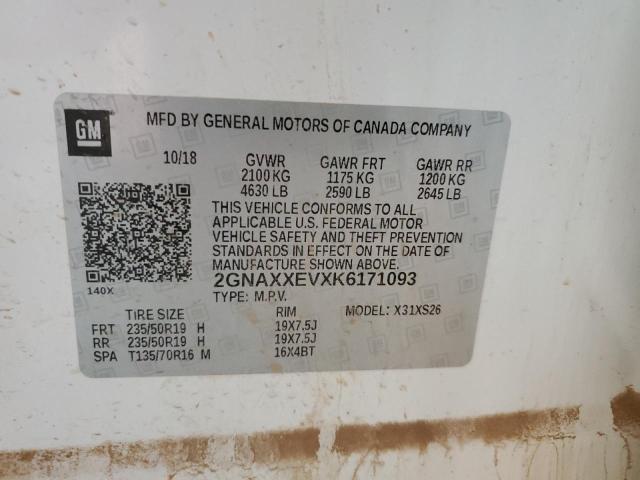 GM
MFD BY GENERAL MOTORS OF CANADA COMPANY
10/18 GVWR GAWR FRT GAWR RR
2100 KG 1175 KG 1200 KG
4630 LB 2590 LB 2645 LB
THIS VEHICLE CONFORMS TO ALL
APPLICABLE U.S. FEDERAL MOTOR
VEHICLE SAFETY AND THEFT PREVENTION
STANDARDS IN EFFECT ON THE DATE OF
MANUFACTURE SHOWN ABOVE.
2GNAXXEVXK6171093
140X TYPE: M.P.V.
TIRE SIZE RIM MODEL: X31XS26
FRT 235/50R19 H 19X7.5J
RR 235/50R19 H 19X7.5J
SPA T135/70R16 M 16X4BT